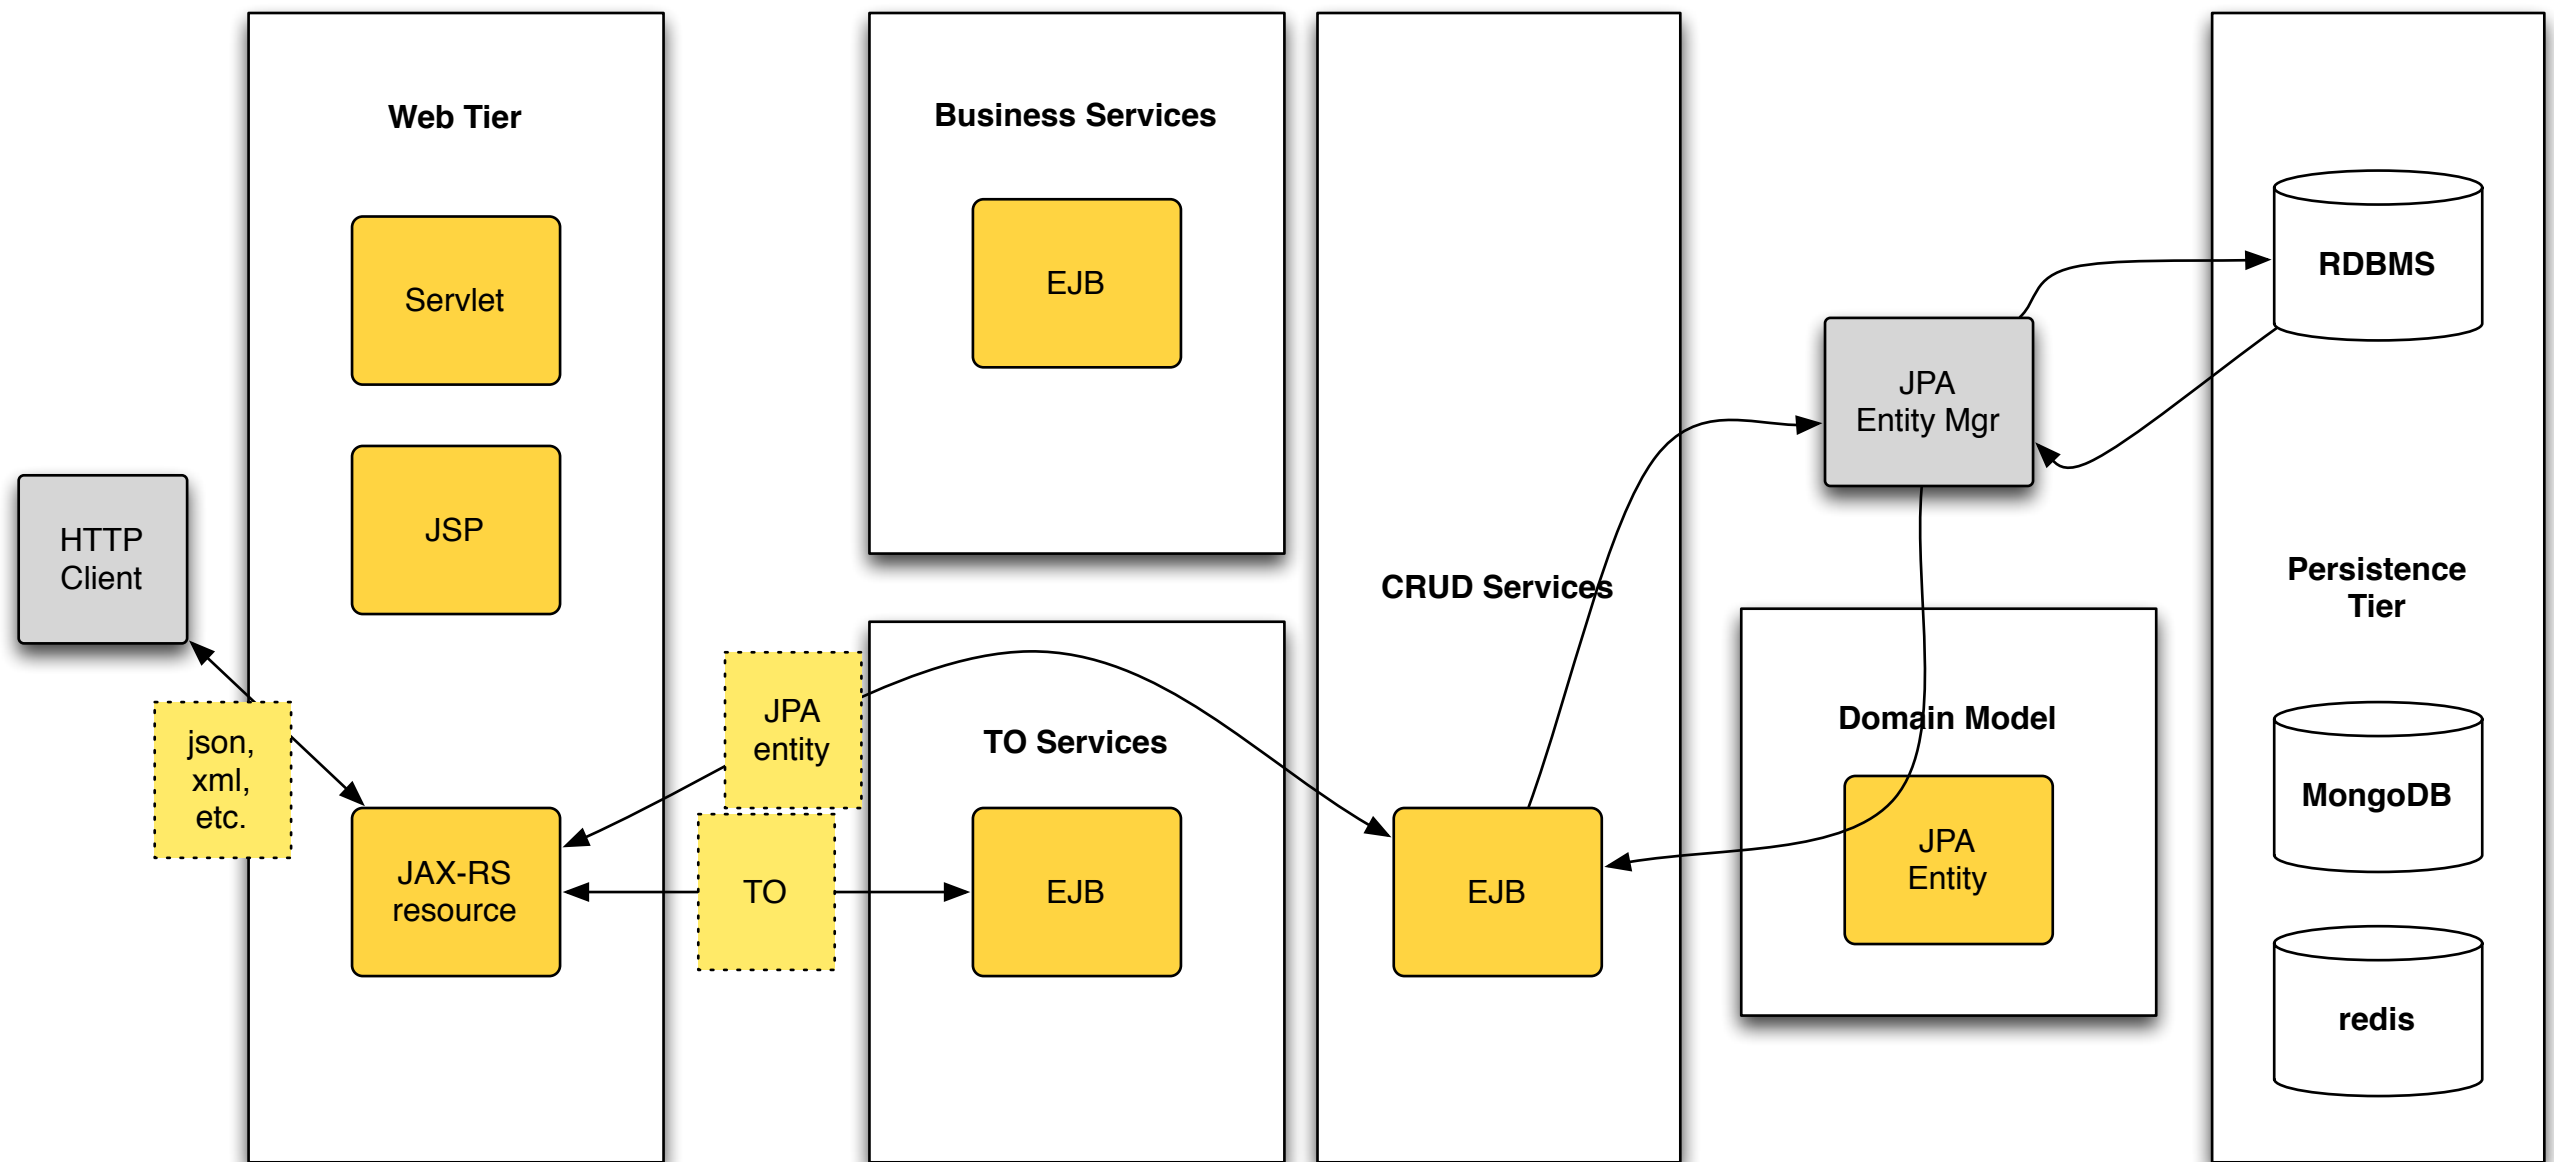 Web Tier
Servlet
JSP
HTTP
Client
json,
xml,
etc.
JAX-RS
resource
JPA
entity
TO
Business Services
EJB
TO Services
EJB
CRUD Services
EJB
JPA
Entity Mgr
Domain Model
JPA
Entity
RDBMS
Persistence
Tier
MongoDB
redis